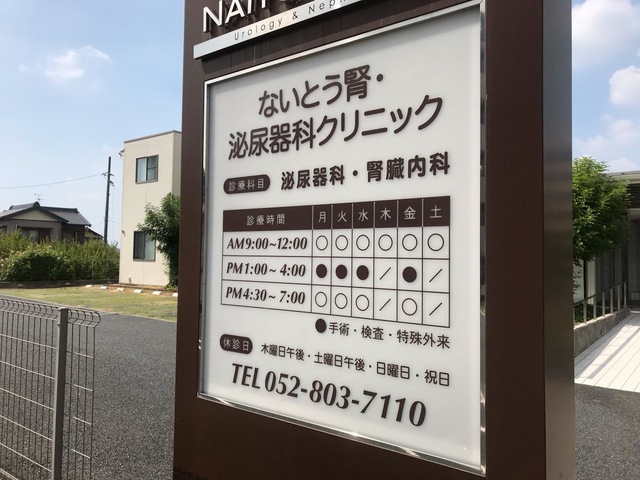 Urology & Neph
ないとう腎・
泌尿器科クリニック
診療科目 泌尿器科・腎臓内科
診療時間 月 火 水 木 金 土
AM9:00~12:00 ○ ○ ○ ○ ○ ○
PM1:00~4:00 ● ● ● / ● /
PM4:30~7:00 ○ ○ ○ / ○ /
●手術・検査・特殊外来
休診日 木曜日午後・土曜日午後・日曜日・祝日
TEL052-803-7110